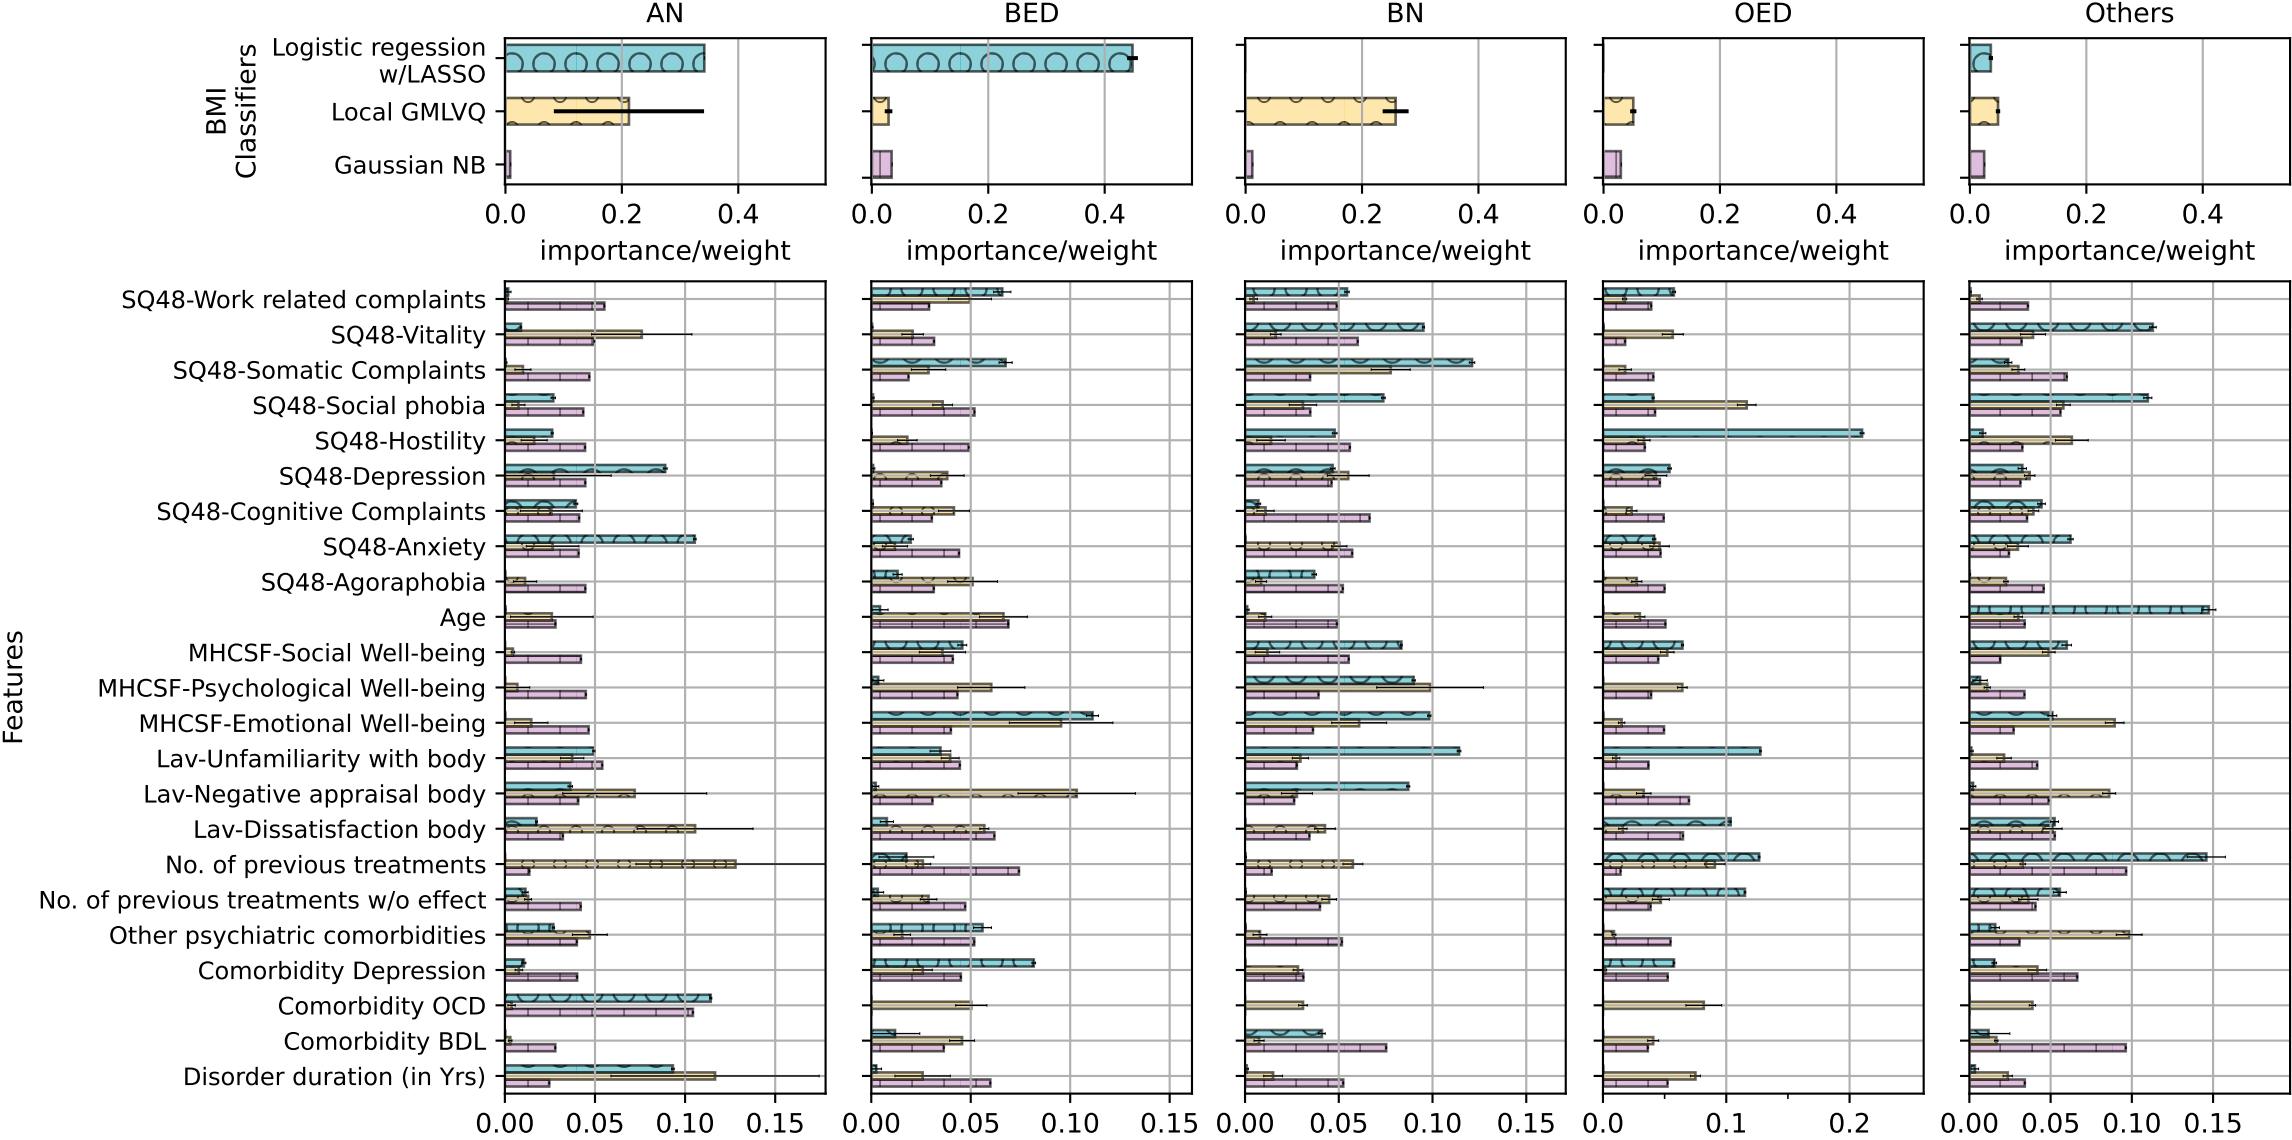 AN BED BN OED Others
BMI
Classifiers
Logistic regession
w/LASSO
Local GMLVQ
Gaussian NB
0.0 0.2 0.4 0.0 0.2 0.4 0.0 0.2 0.4 0.0 0.2 0.4 0.0 0.2 0.4
importance/weight importance/weight importance/weight importance/weight importance/weight
Features
SQ48-Work related complaints
SQ48-Vitality
SQ48-Somatic Complaints
SQ48-Social phobia
SQ48-Hostility
SQ48-Depression
SQ48-Cognitive Complaints
SQ48-Anxiety
SQ48-Agoraphobia
Age
MHCSF-Social Well-being
MHCSF-Psychological Well-being
MHCSF-Emotional Well-being
Lav-Unfamiliarity with body
Lav-Negative appraisal body
Lav-Dissatisfaction body
No. of previous treatments
No. of previous treatments w/o effect
Other psychiatric comorbidities
Comorbidity Depression
Comorbidity OCD
Comorbidity BDL
Disorder duration (in Yrs)
0.00 0.05 0.10 0.15 0.00 0.05 0.10 0.15 0.00 0.05 0.10 0.15 0.0 0.1 0.2 0.00 0.05 0.10 0.15